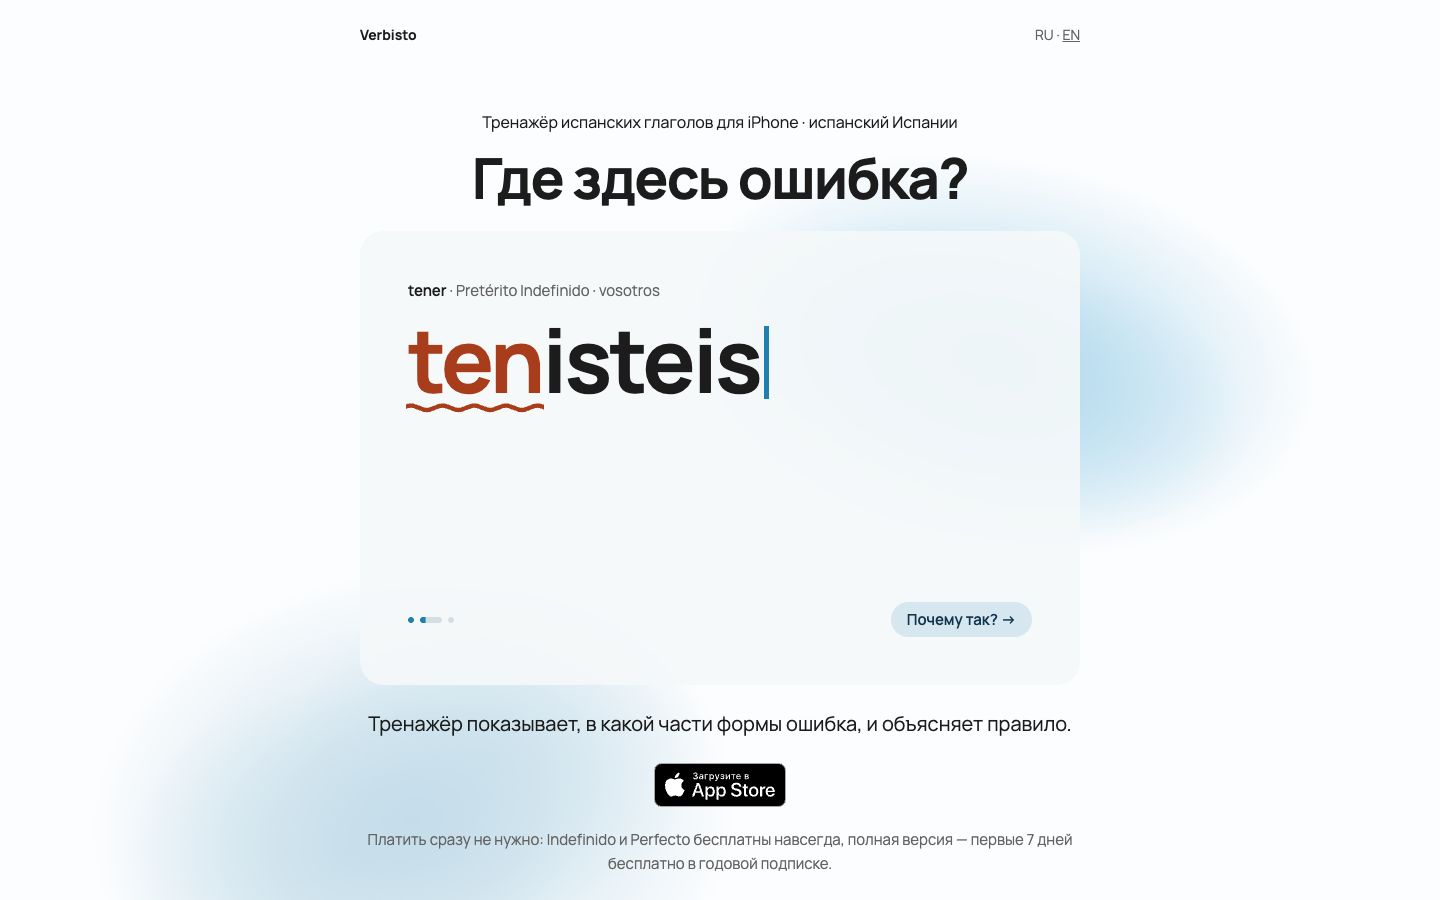 Verbisto
RU · EN
Тренажёр испанских глаголов для iPhone · испанский Испании
Где здесь ошибка?
tener · Pretérito Indefinido · vosotros
tenisteis
Почему так? →
Тренажёр показывает, в какой части формы ошибка, и объясняет правило.
Загрузите в
App Store
Платить сразу не нужно: Indefinido и Perfecto бесплатны навсегда, полная версия — первые 7 дней
бесплатно в годовой подписке.